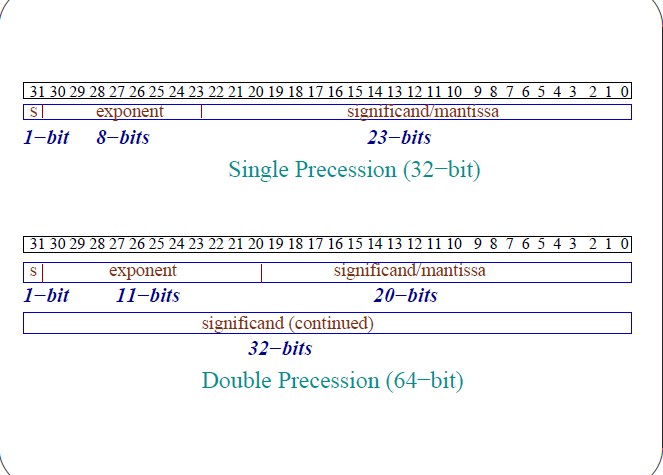 31 30 29 28 27 26 25 24 23 22 21 20 19 18 17 16 15 14 13 12 11 10 9 8 7 6 5 4 3 2 1 0
s exponent significand/mantissa
1−bit 8−bits 23−bits
Single Precession (32−bit)
31 30 29 28 27 26 25 24 23 22 21 20 19 18 17 16 15 14 13 12 11 10 9 8 7 6 5 4 3 2 1 0
s exponent significand/mantissa
1−bit 11−bits 20−bits
significand (continued)
32−bits
Double Precession (64−bit)